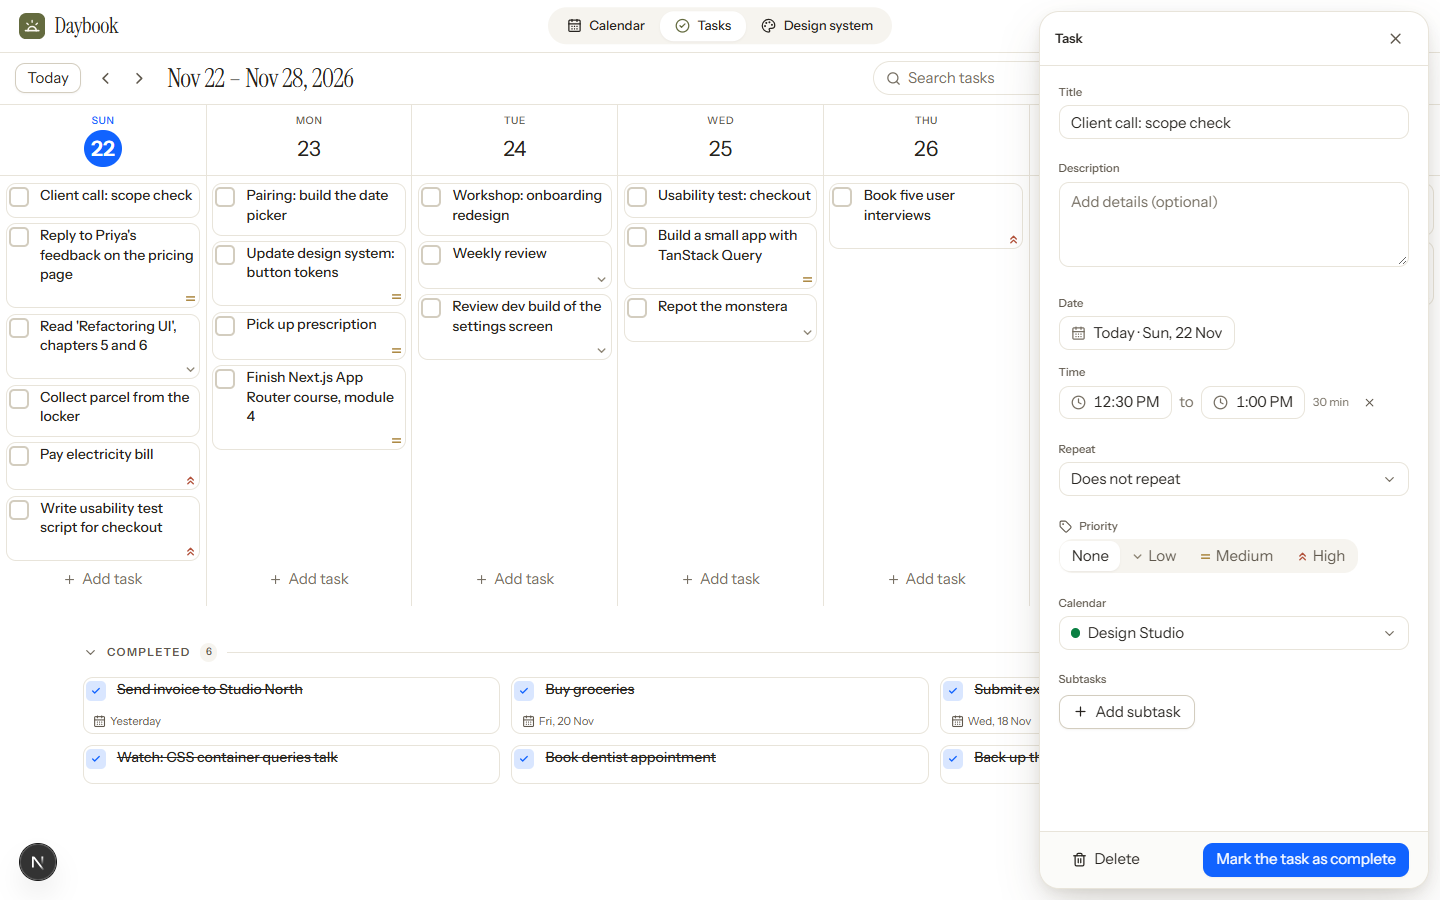 Daybook
Calendar
Tasks
Design system
Today
Nov 22 – Nov 28, 2026
Search tasks
SUN
22
MON
23
TUE
24
WED
25
THU
26
Client call: scope check
Reply to Priya's
feedback on the pricing
page
Read 'Refactoring UI',
chapters 5 and 6
Collect parcel from the
locker
Pay electricity bill
Write usability test
script for checkout
+ Add task
Pairing: build the date
picker
Update design system:
button tokens
Pick up prescription
Finish Next.js App
Router course, module
4
+ Add task
Workshop: onboarding
redesign
Weekly review
Review dev build of the
settings screen
+ Add task
Usability test: checkout
Build a small app with
TanStack Query
Repot the monstera
+ Add task
Book five user
interviews
+ Add task
COMPLETED 6
Send invoice to Studio North
Yesterday
Buy groceries
Fri, 20 Nov
Submit ex
Wed, 18 Nov
Watch: CSS container queries talk
Book dentist appointment
Back up th
N
Task
Title
Client call: scope check
Description
Add details (optional)
Date
Today · Sun, 22 Nov
Time
12:30 PM to 1:00 PM 30 min
Repeat
Does not repeat
Priority
None Low Medium High
Calendar
Design Studio
Subtasks
+ Add subtask
Delete
Mark the task as complete